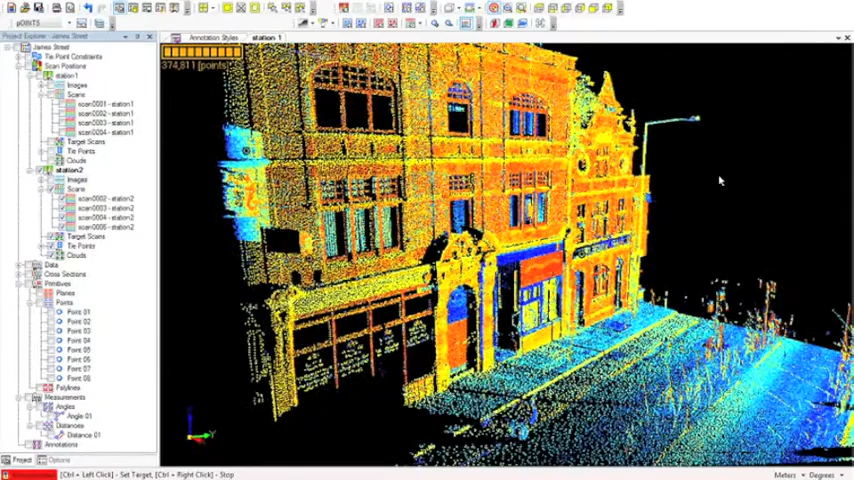 pOINTS
Project Explorer - James Street
Annotation Styles
station 1
James Street
374,811 [points]
Tie Point Constraints
Scan Positions
station1
Images
Scans
scan0001 - station1
scan0002 - station1
scan0003 - station1
scan0004 - station1
Target Scans
Tie Points
Clouds
station2
Images
Scans
scan0002 - station2
scan0003 - station2
scan0004 - station2
scan0006 - station2
Target Scans
Tie Points
Clouds
Data
Cross Sections
Primitives
Planes
Points
Point 01
Point 02
Point 03
Point 04
Point 05
Point 06
Point 07
Point 08
Polylines
Measurements
Angles
Angle 01
Distances
Distance 01
Annotations
Project
Options
[Ctrl + Left Click] - Set Target, [Ctrl + Right Click] - Stop
Meters
Degrees